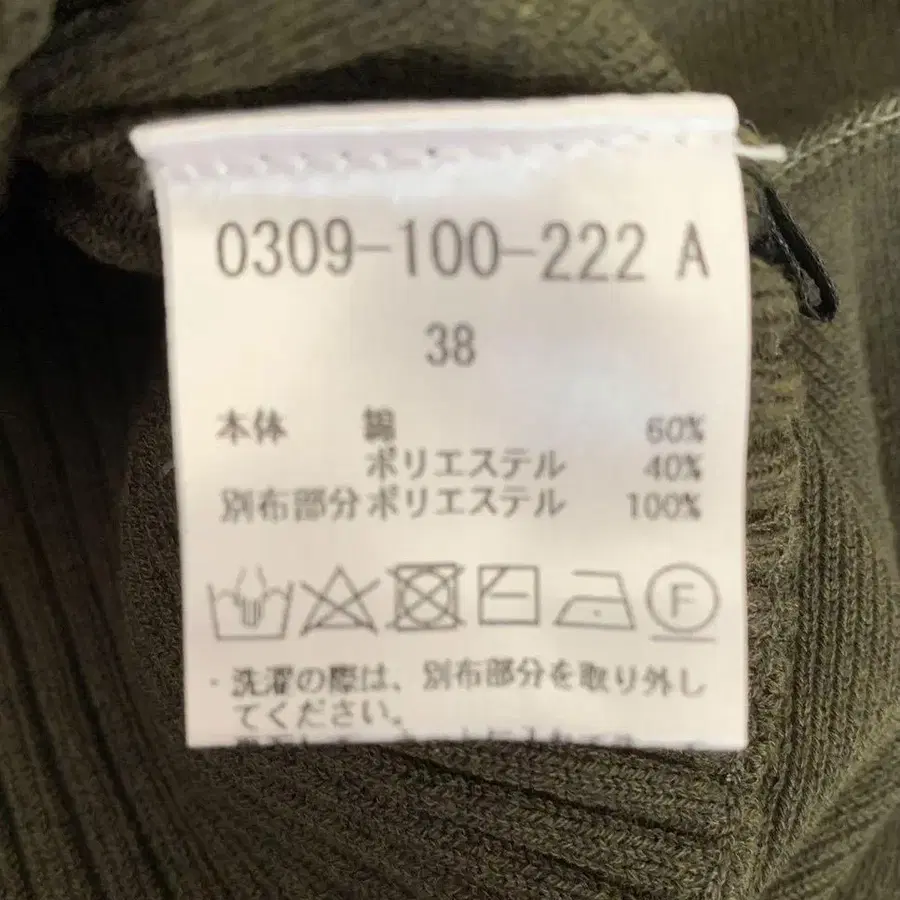 0309-100-222 A
38
本体 綿 60%
ポリエステル 40%
別布部分 ポリエステル 100%
F
・洗濯の際は、別布部分を取り外し
てください。